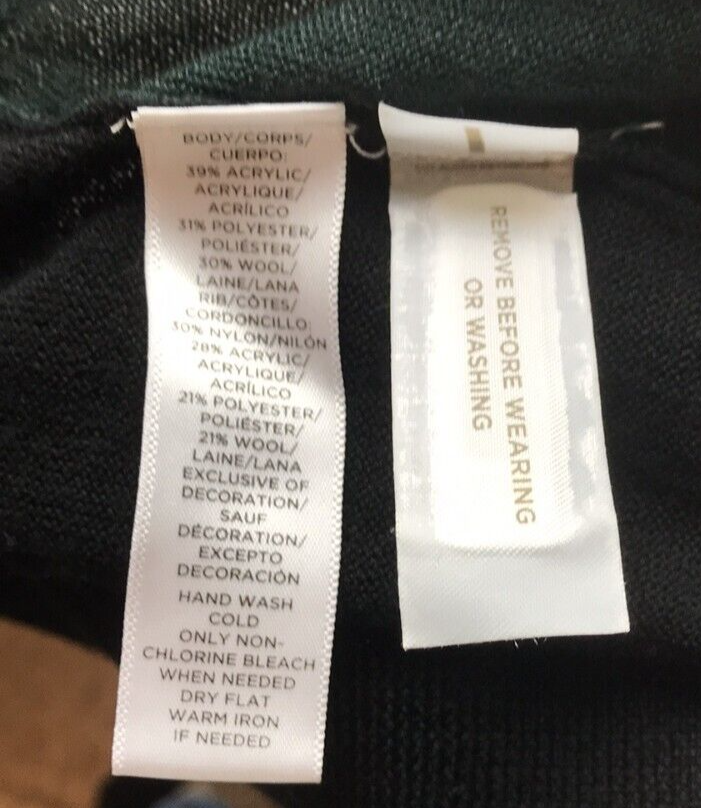 BODY/CORPS/
CUERPO:
39% ACRYLIC/
ACRYLIQUE/
ACRÍLICO
31% POLYESTER/
POLIÉSTER/
30% WOOL/
LAINE/LANA
RIB/CÔTES/
CORDONCILLO:
30% NYLON/NILÓN
28% ACRYLIC/
ACRYLIQUE/
ACRÍLICO
21% POLYESTER/
POLIÉSTER/
21% WOOL/
LAINE/LANA
EXCLUSIVE OF
DECORATION/
SAUF
DÉCORATION/
EXCEPTO
DECORACIÓN
HAND WASH
COLD
ONLY NON-
CHLORINE BLEACH
WHEN NEEDED
DRY FLAT
WARM IRON
IF NEEDED
REMOVE BEFORE WEARING
OR WASHING